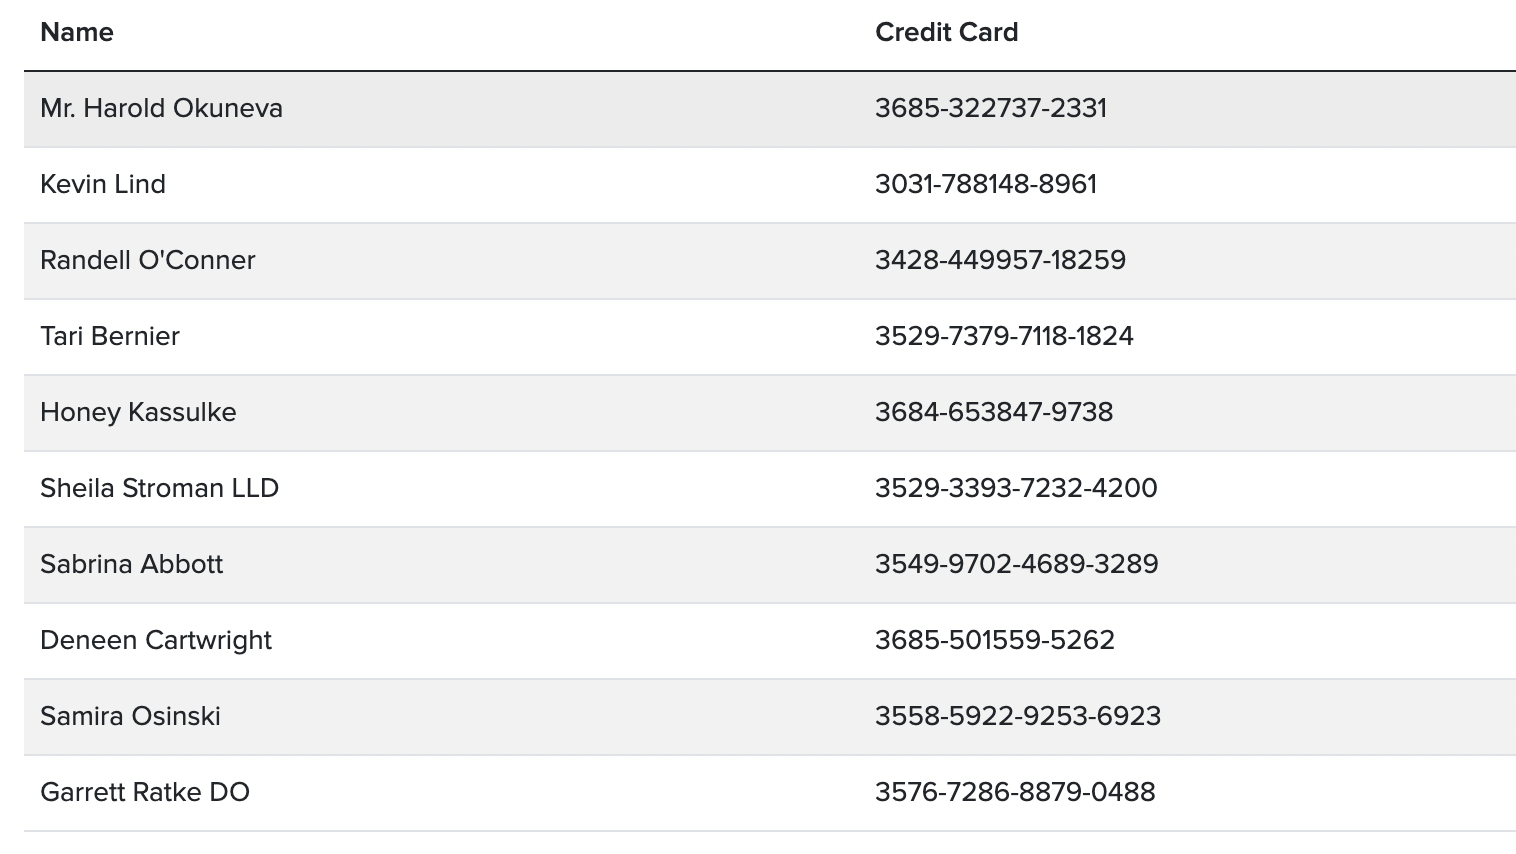 Name Credit Card
Mr. Harold Okuneva 3685-322737-2331
Kevin Lind 3031-788148-8961
Randell O'Conner 3428-449957-18259
Tari Bernier 3529-7379-7118-1824
Honey Kassulke 3684-653847-9738
Sheila Stroman LLD 3529-3393-7232-4200
Sabrina Abbott 3549-9702-4689-3289
Deneen Cartwright 3685-501559-5262
Samira Osinski 3558-5922-9253-6923
Garrett Ratke DO 3576-7286-8879-0488